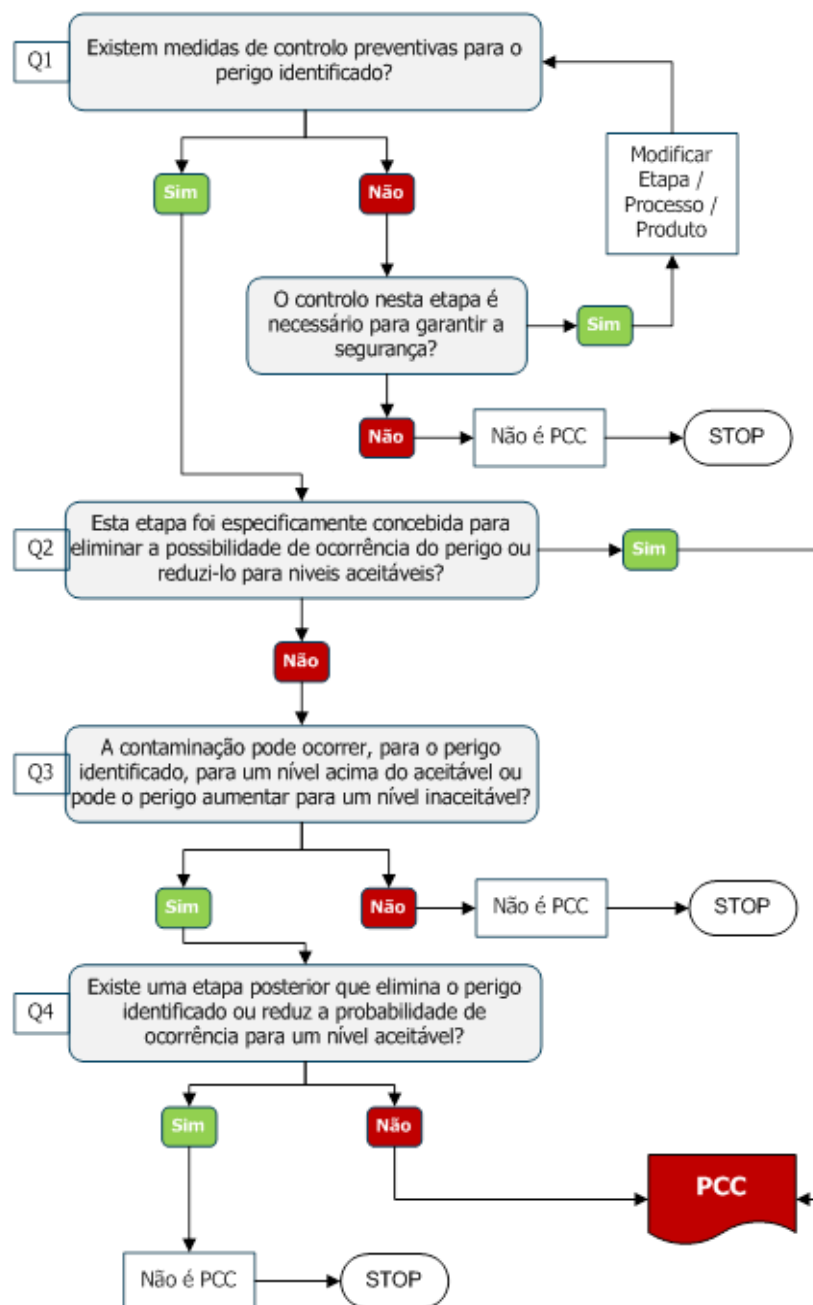 Q1
Existem medidas de controlo preventivas para o
perigo identificado?
Modificar
Etapa /
Processo /
Produto
Sim
Não
O controlo nesta etapa é
necessário para garantir a
segurança?
Sim
Não
Não é PCC
STOP
Q2
Esta etapa foi especificamente concebida para
eliminar a possibilidade de ocorrência do perigo ou
reduzi-lo para niveis aceitáveis?
Sim
Não
Q3
A contaminação pode ocorrer, para o perigo
identificado, para um nível acima do aceitável ou
pode o perigo aumentar para um nível inaceitável?
Sim
Não
Não é PCC
STOP
Q4
Existe uma etapa posterior que elimina o perigo
identificado ou reduz a probabilidade de
ocorrência para um nível aceitável?
Sim
Não
PCC
Não é PCC
STOP